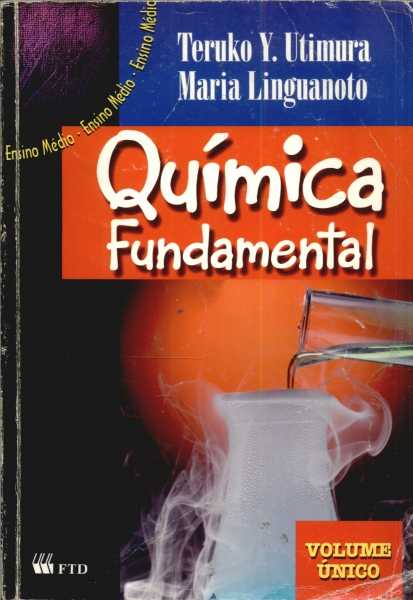 Teruko Y. Utimura
Maria Linguanoto
Ensino Médio - Ensino Médio - Ensino Médio
Química
Fundamental
VOLUME
ÚNICO
FTD